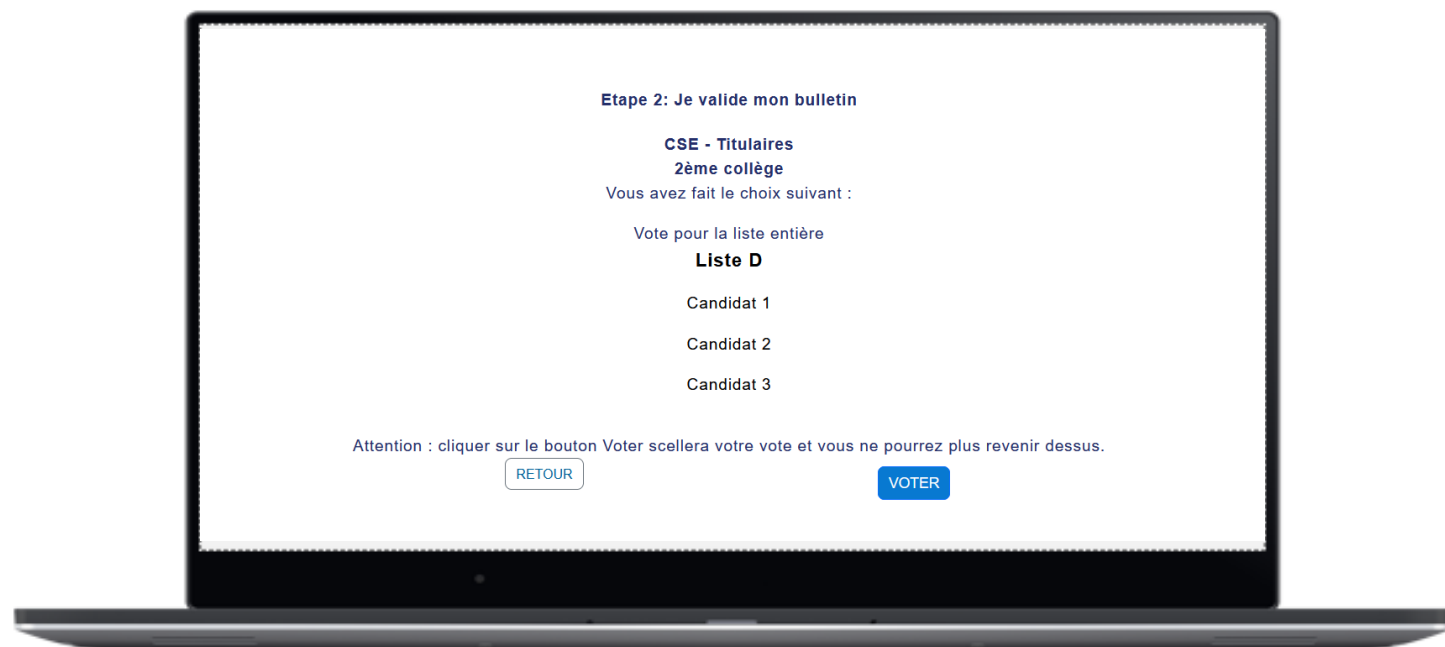 Etape 2: Je valide mon bulletin
CSE - Titulaires
2ème collège
Vous avez fait le choix suivant :
Vote pour la liste entière
Liste D
Candidat 1
Candidat 2
Candidat 3
Attention : cliquer sur le bouton Voter scellera votre vote et vous ne pourrez plus revenir dessus.
RETOUR
VOTER